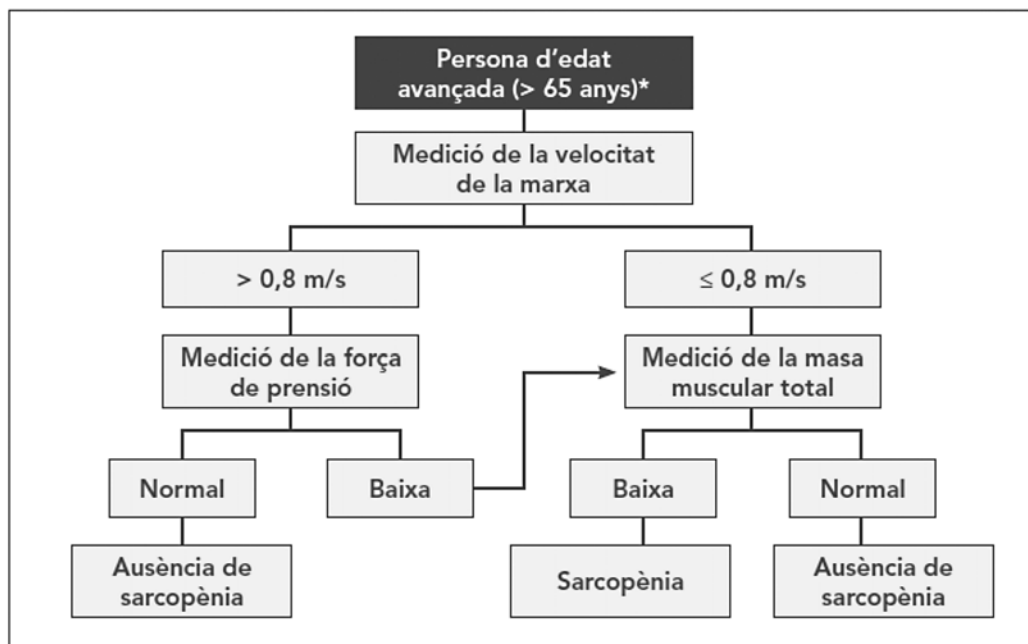 Persona d’edat
avançada (> 65 anys)*
Medició de la velocitat
de la marxa
> 0,8 m/s
≤ 0,8 m/s
Medició de la força
de prensió
Medició de la masa
muscular total
Normal
Baixa
Baixa
Normal
Ausència de
sarcopènia
Sarcopènia
Ausència de
sarcopènia